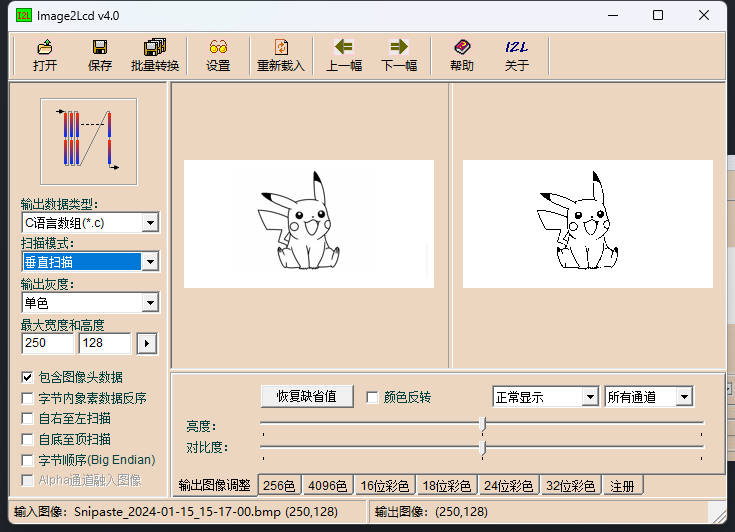 Image2Lcd v4.0
打开 保存 批量转换 设置 重新载入 上一幅 下一幅 帮助 关于
输出数据类型：
C语言数组(*.c)
扫描模式：
垂直扫描
输出灰度：
单色
最大宽度和高度
250 128
包含图像头数据
字节内象素数据反序
自右至左扫描
自底至顶扫描
字节顺序(Big Endian)
Alpha通道融入图像
恢复缺省值 颜色反转 正常显示 所有通道
亮度：
对比度：
输出图像调整 256色 4096色 16位彩色 18位彩色 24位彩色 32位彩色 注册
输入图像： Snipaste_2024-01-15_15-17-00.bmp (250,128) 输出图像： (250,128)